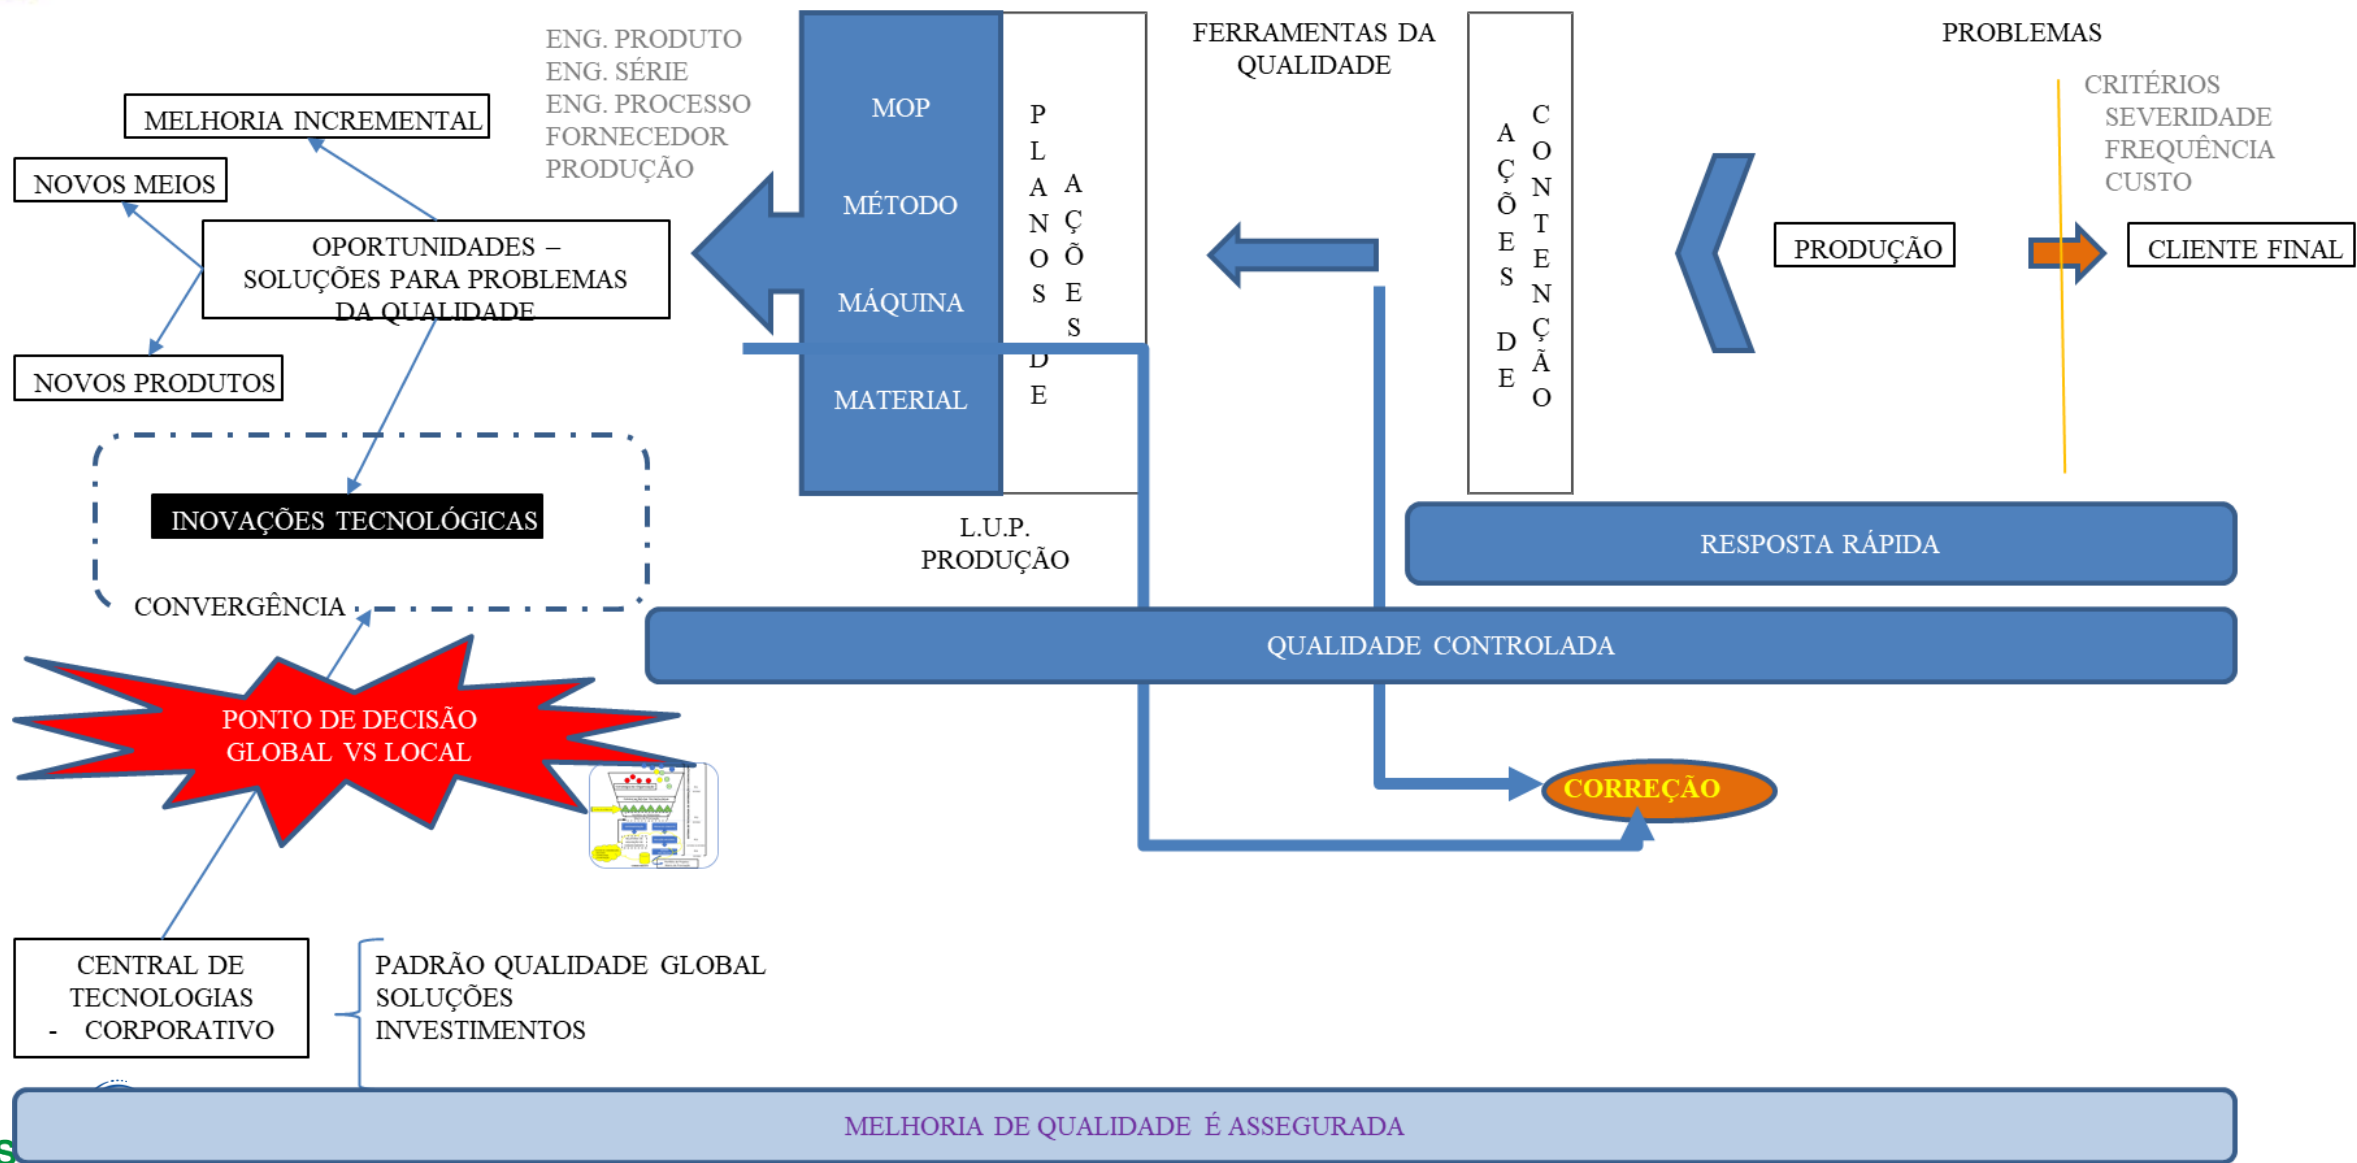 ENG. PRODUTO
ENG. SÉRIE
ENG. PROCESSO
FORNECEDOR
PRODUÇÃO
MELHORIA INCREMENTAL
NOVOS MEIOS
OPORTUNIDADES –
SOLUÇÕES PARA PROBLEMAS
DA QUALIDADE
NOVOS PRODUTOS
INOVAÇÕES TECNOLÓGICAS
CONVERGÊNCIA
MOP
MÉTODO
MÁQUINA
MATERIAL
PLANOS DE
AÇÕES
L.U.P.
PRODUÇÃO
FERRAMENTAS DA
QUALIDADE
AÇÕES DE
CONTENÇÃO
PROBLEMAS
CRITÉRIOS
SEVERIDADE
FREQUÊNCIA
CUSTO
PRODUÇÃO
CLIENTE FINAL
RESPOSTA RÁPIDA
QUALIDADE CONTROLADA
PONTO DE DECISÃO
GLOBAL VS LOCAL
CORREÇÃO
CENTRAL DE
TECNOLOGIAS
- CORPORATIVO
PADRÃO QUALIDADE GLOBAL
SOLUÇÕES
INVESTIMENTOS
MELHORIA DE QUALIDADE É ASSEGURADA
s